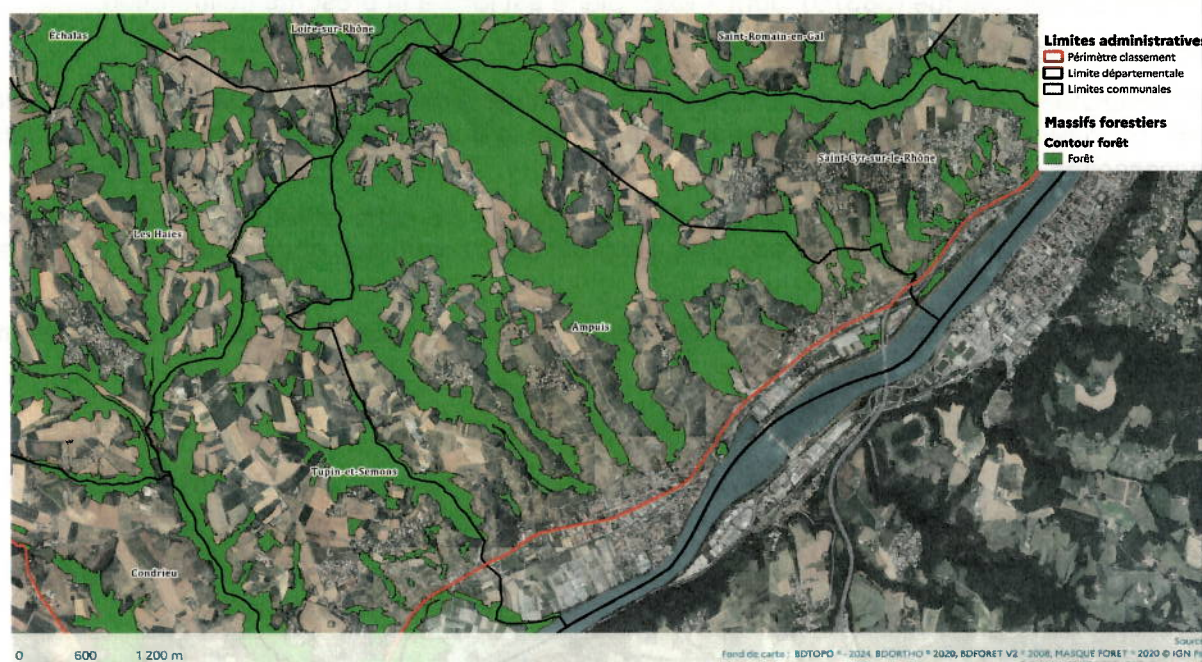 Échalas
Loire-sur-Rhône
Saint-Romain-en-Gal
Saint-Cyr-sur-le-Rhône
Les Haies
Ampuis
Tupin-et-Semons
Condrieu
Limites administratives
Périmètre classement
Limite départementale
Limites communales
Massifs forestiers
Contour forêt
Forêt
0 600 1 200 m
Source
Fond de carte : BDTOPO ® - 2024, BDORTHO ® 2020, BDFORET V2 ® 2008, MASQUE FORET ® 2020 © IGN